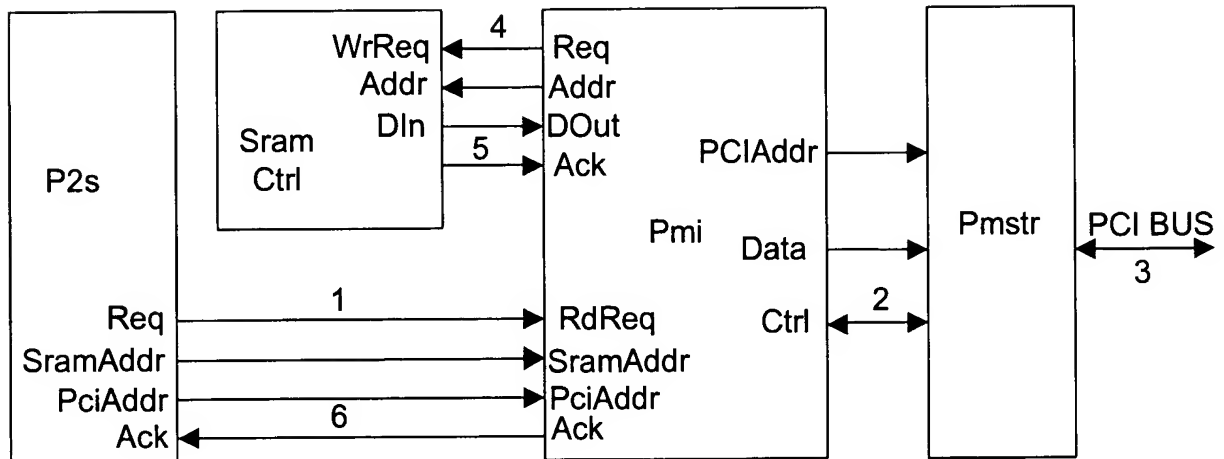 WrReq
4
Req
Addr
Addr
DIn
DOut
Sram
Ctrl
5
Ack
P2s
PCIAddr
Pmi
Data
Pmstr
PCI BUS
3
Req
1
RdReq
Ctrl
2
SramAddr
SramAddr
PciAddr
PciAddr
6
Ack
Ack